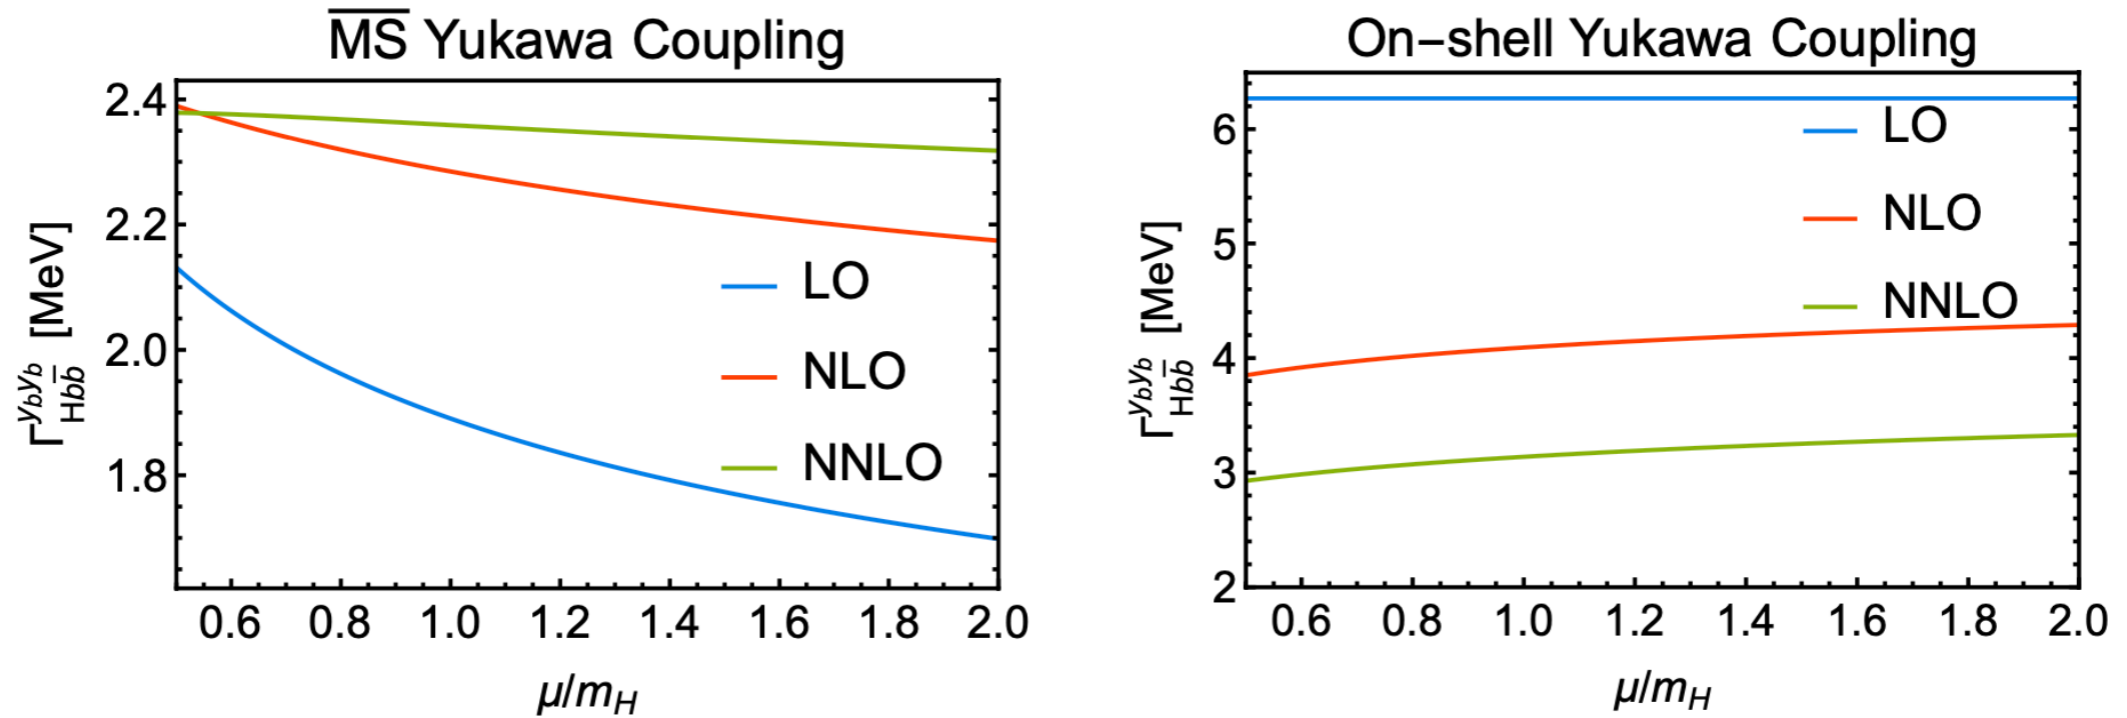 M̅S̅ Yukawa Coupling
2.4
2.2
2.0
1.8
Γ^{y_b y_b}_{Hbb̅} [MeV]
LO
NLO
NNLO
0.6 0.8 1.0 1.2 1.4 1.6 1.8 2.0
μ/m_H
On-shell Yukawa Coupling
6
5
4
3
2
Γ^{y_b y_b}_{Hbb̅} [MeV]
LO
NLO
NNLO
0.6 0.8 1.0 1.2 1.4 1.6 1.8 2.0
μ/m_H